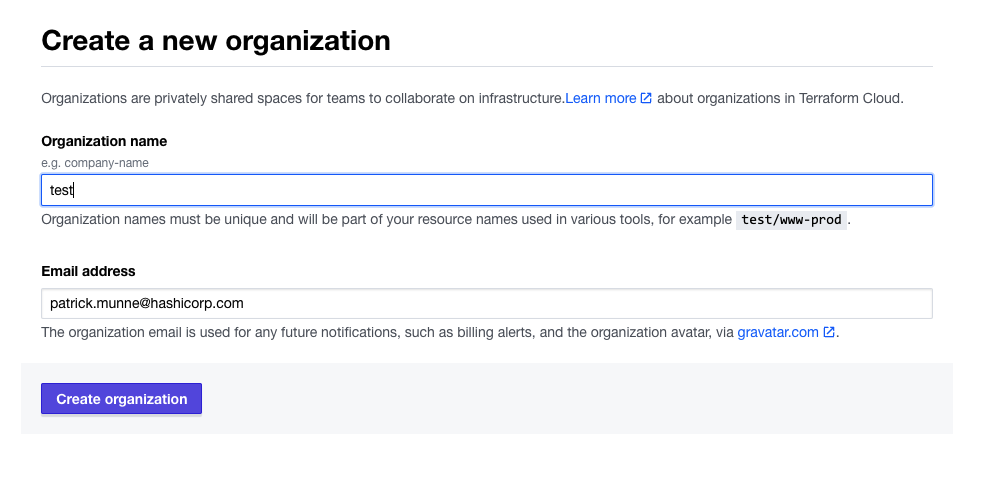 Create a new organization
Organizations are privately shared spaces for teams to collaborate on infrastructure.Learn more about organizations in Terraform Cloud.
Organization name
e.g. company-name
test
Organization names must be unique and will be part of your resource names used in various tools, for example test/www-prod .
Email address
patrick.munne@hashicorp.com
The organization email is used for any future notifications, such as billing alerts, and the organization avatar, via gravatar.com .
Create organization